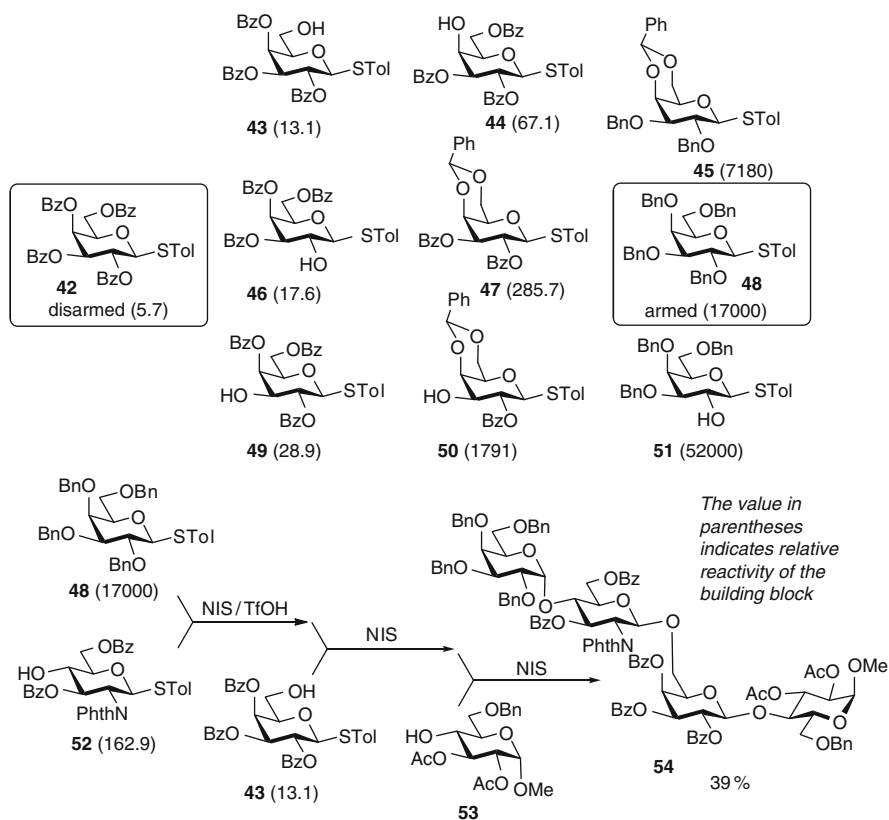 BzO OH
O
BzO STol
BzO
43 (13.1)
HO OBz
O
BzO STol
BzO
44 (67.1)
Ph
O
O
O
BnO STol
BnO
45 (7180)
BzO OBz
O
BzO STol
BzO
42
disarmed (5.7)
BzO OBz
O
BzO STol
HO
46 (17.6)
Ph
O
O
O
BzO STol
BzO
47 (285.7)
BnO OBn
O
BnO STol
BnO 48
armed (17000)
BzO OBz
O
HO STol
BzO
49 (28.9)
Ph
O
O
O
HO STol
BzO
50 (1791)
BnO OBn
O
BnO STol
HO
51 (52000)
BnO OBn
O
BnO STol
BnO
48 (17000)
NIS/TfOH
OBz
HO O
BzO STol
PhthN
52 (162.9)
NIS
BzO OH
O
BzO STol
BzO
43 (13.1)
NIS
OBn
HO O
AcO
AcO
OMe
53
The value in
parentheses
indicates relative
reactivity of the
building block
BnO OBn
O
BnO
BnO
O
OBz
O
BzO O
PhthN
BzO
O
BzO O
BzO
AcO OMe
AcO
O
OBn
54
39 %